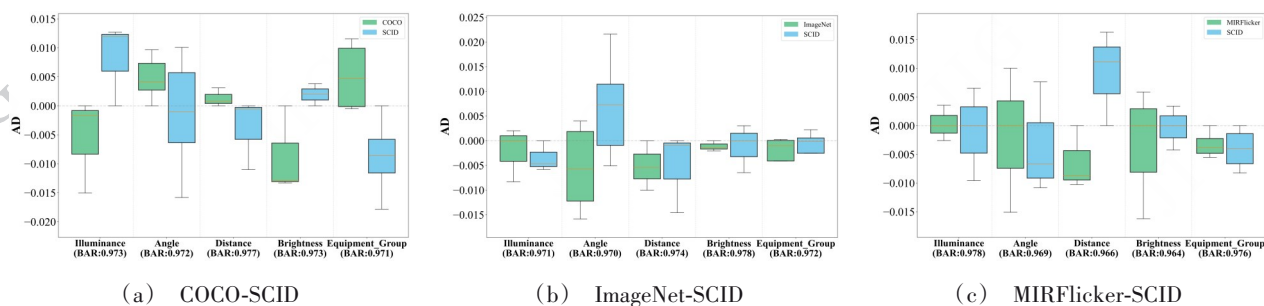 0.015
0.010
0.005
0.000
−0.005
−0.010
−0.015
−0.020
AD
COCO
SCID
Illuminance Angle Distance Brightness Equipment_Group
(BAR:0.973) (BAR:0.972) (BAR:0.977) (BAR:0.973) (BAR:0.971)
(a) COCO-SCID
0.025
0.020
0.015
0.010
0.005
0.000
−0.005
−0.010
−0.015
AD
ImageNet
SCID
Illuminance Angle Distance Brightness Equipment_Group
(BAR:0.971) (BAR:0.970) (BAR:0.974) (BAR:0.978) (BAR:0.972)
(b) ImageNet-SCID
0.015
0.010
0.005
0.000
−0.005
−0.010
−0.015
AD
MIRFlicker
SCID
Illuminance Angle Distance Brightness Equipment_Group
(BAR:0.978) (BAR:0.969) (BAR:0.966) (BAR:0.964) (BAR:0.976)
(c) MIRFlicker-SCID